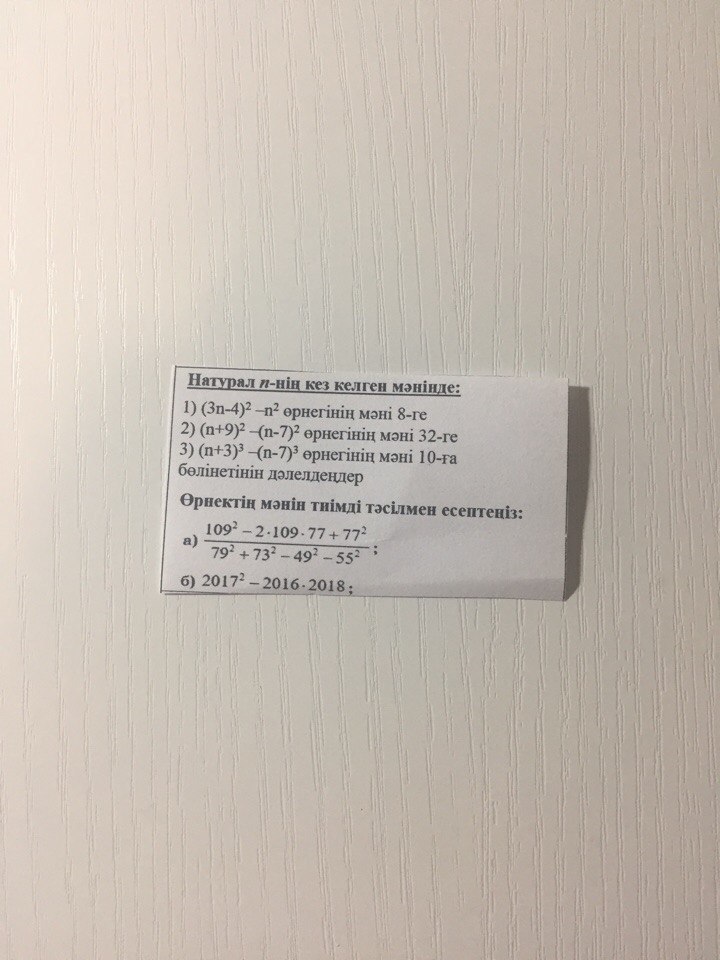 Натурал n-нің кез келген мәнінде:
1) (3n-4)² –n² өрнегінің мәні 8-ге
2) (n+9)² –(n-7)² өрнегінің мәні 32-ге
3) (n+3)³ –(n-7)³ өрнегінің мәні 10-ға
бөлінетінін дәлелдеңдер
Өрнектің мәнін тиімді тәсілмен есептеңіз:
а) (109² – 2·109·77 + 77²) / (79² + 73² – 49² – 55²) ;
б) 2017² – 2016·2018 ;